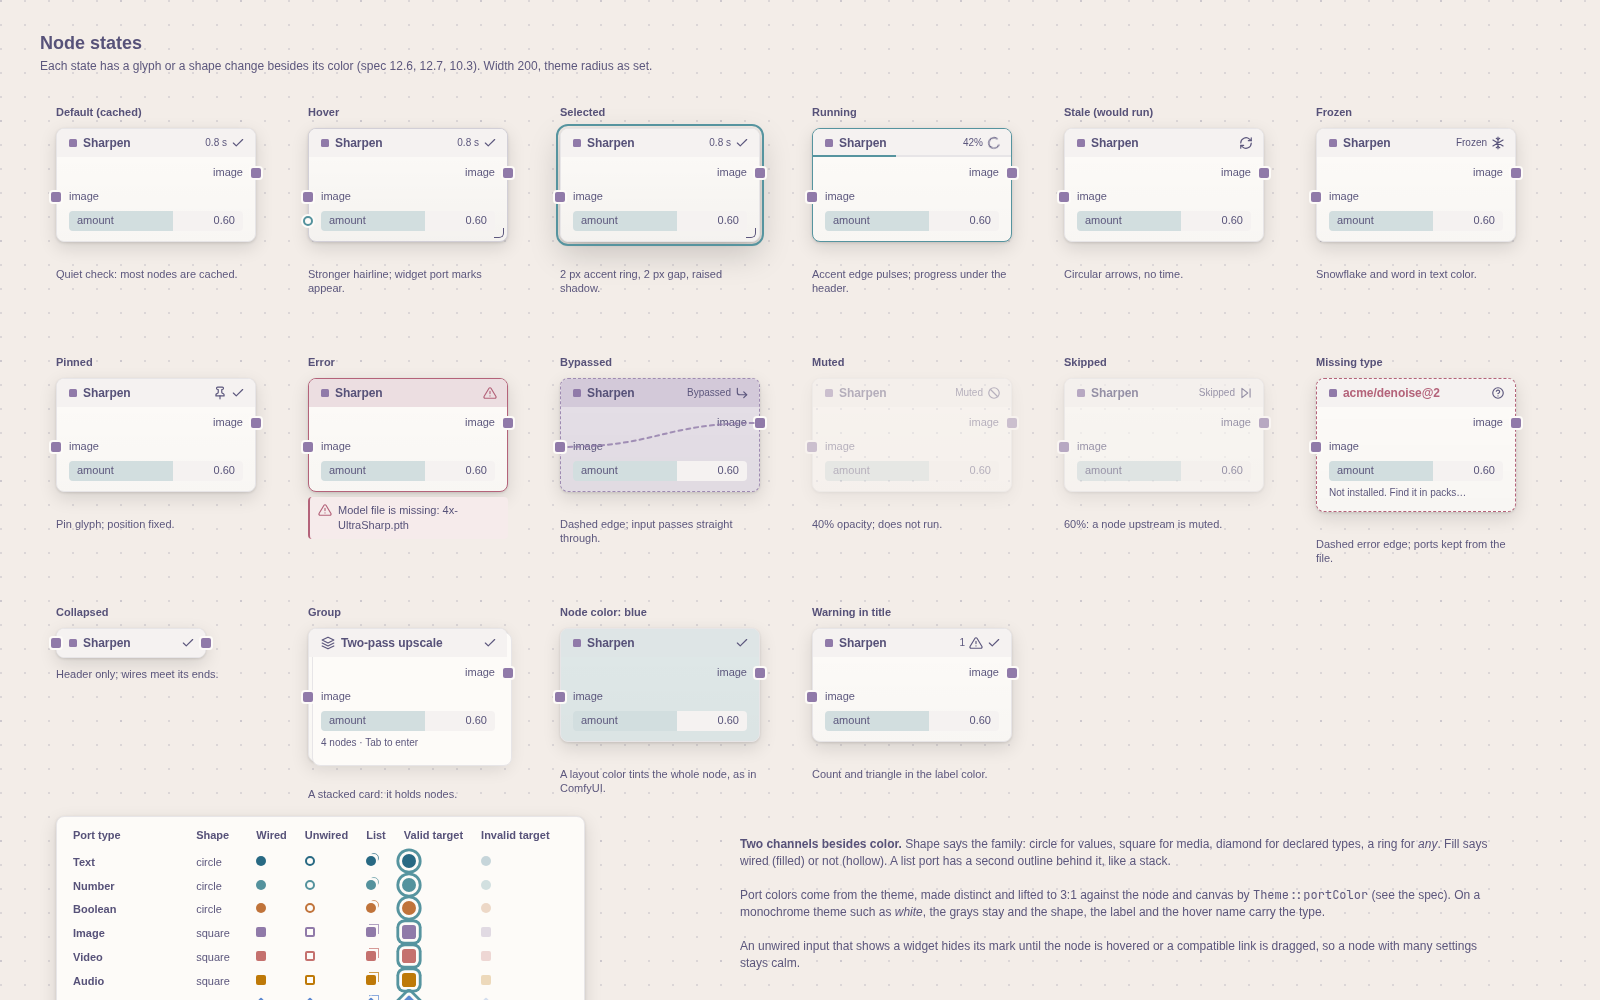 Node states
Each state has a glyph or a shape change besides its color (spec 12.6, 12.7, 10.3). Width 200, theme radius as set.
Default (cached)
Sharpen 0.8 s
image
image
amount 0.60
Quiet check: most nodes are cached.
Hover
Sharpen 0.8 s
image
image
amount 0.60
Stronger hairline; widget port marks
appear.
Selected
Sharpen 0.8 s
image
image
amount 0.60
2 px accent ring, 2 px gap, raised
shadow.
Running
Sharpen 42%
image
image
amount 0.60
Accent edge pulses; progress under the
header.
Stale (would run)
Sharpen
image
image
amount 0.60
Circular arrows, no time.
Frozen
Sharpen Frozen
image
image
amount 0.60
Snowflake and word in text color.
Pinned
Sharpen
image
image
amount 0.60
Pin glyph; position fixed.
Error
Sharpen
image
image
amount 0.60
Model file is missing: 4x-
UltraSharp.pth
Bypassed
Sharpen Bypassed
image
image
amount 0.60
Dashed edge; input passes straight
through.
Muted
Sharpen Muted
image
image
amount 0.60
40% opacity; does not run.
Skipped
Sharpen Skipped
image
image
amount 0.60
60%: a node upstream is muted.
Missing type
acme/denoise@2
image
image
amount 0.60
Not installed. Find it in packs…
Dashed error edge; ports kept from the
file.
Collapsed
Sharpen
Header only; wires meet its ends.
Group
Two-pass upscale
image
image
amount 0.60
4 nodes · Tab to enter
A stacked card: it holds nodes.
Node color: blue
Sharpen
image
image
amount 0.60
A layout color tints the whole node, as in
ComfyUI.
Warning in title
Sharpen 1
image
image
amount 0.60
Count and triangle in the label color.
Port type Shape Wired Unwired List Valid target Invalid target
Text circle
Number circle
Boolean circle
Image square
Video square
Audio square
Two channels besides color. Shape says the family: circle for values, square for media, diamond for declared types, a ring for any. Fill says
wired (filled) or not (hollow). A list port has a second outline behind it, like a stack.
Port colors come from the theme, made distinct and lifted to 3:1 against the node and canvas by Theme::portColor (see the spec). On a
monochrome theme such as white, the grays stay and the shape, the label and the hover name carry the type.
An unwired input that shows a widget hides its mark until the node is hovered or a compatible link is dragged, so a node with many settings
stays calm.